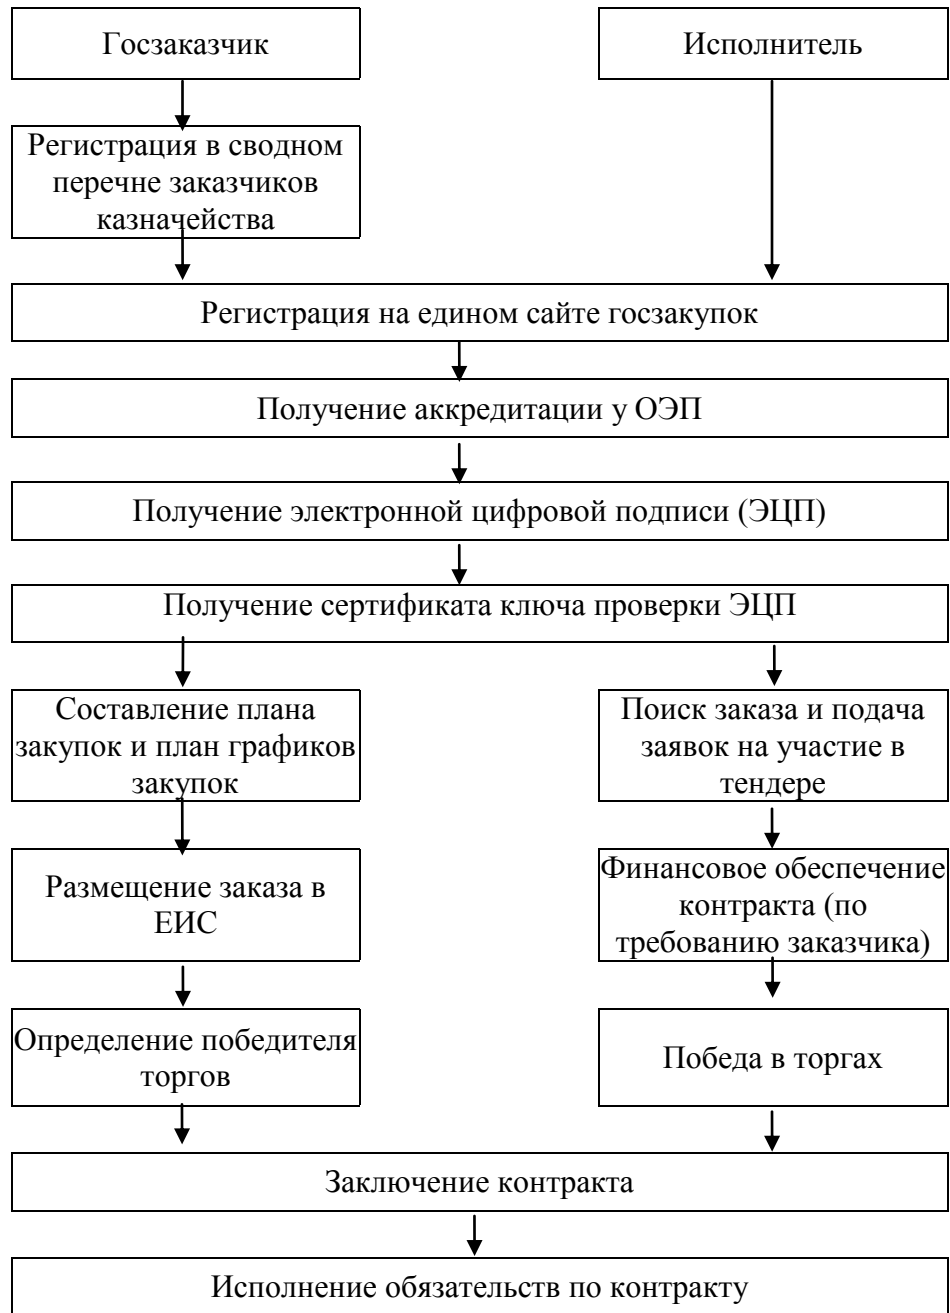 Госзаказчик
Исполнитель
Регистрация в сводном
перечне заказчиков
казначейства
Регистрация на едином сайте госзакупок
Получение аккредитации у ОЭП
Получение электронной цифровой подписи (ЭЦП)
Получение сертификата ключа проверки ЭЦП
Составление плана
закупок и план графиков
закупок
Поиск заказа и подача
заявок на участие в
тендере
Размещение заказа в
ЕИС
Финансовое обеспечение
контракта (по
требованию заказчика)
Определение победителя
торгов
Победа в торгах
Заключение контракта
Исполнение обязательств по контракту